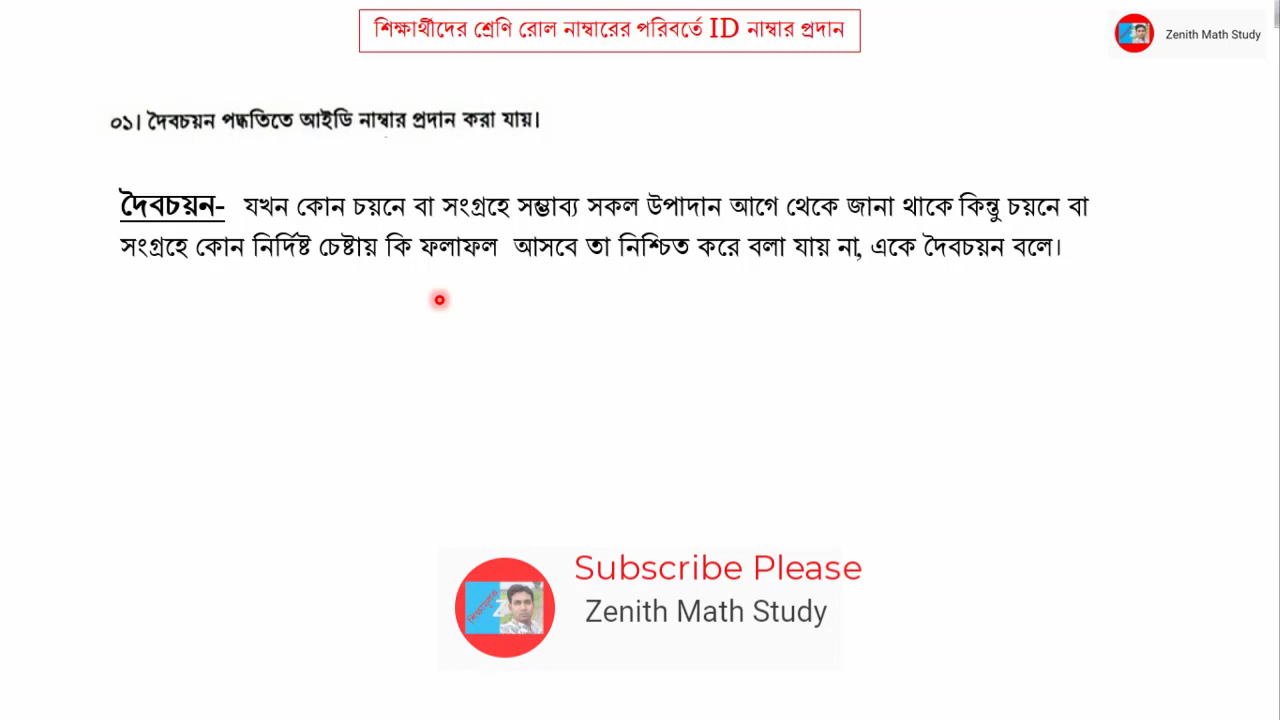 শিক্ষার্থীদের শ্রেণি রোল নাম্বারের পরিবর্তে ID নাম্বার প্রদান
Zenith Math Study
০১। দৈবচয়ন পদ্ধতিতে আইডি নাম্বার প্রদান করা যায়।
দৈবচয়ন- যখন কোন চয়নে বা সংগ্রহে সম্ভাব্য সকল উপাদান আগে থেকে জানা থাকে কিন্তু চয়নে বা
সংগ্রহে কোন নির্দিষ্ট চেষ্টায় কি ফলাফল আসবে তা নিশ্চিত করে বলা যায় না, একে দৈবচয়ন বলে।
Subscribe Please
Zenith Math Study